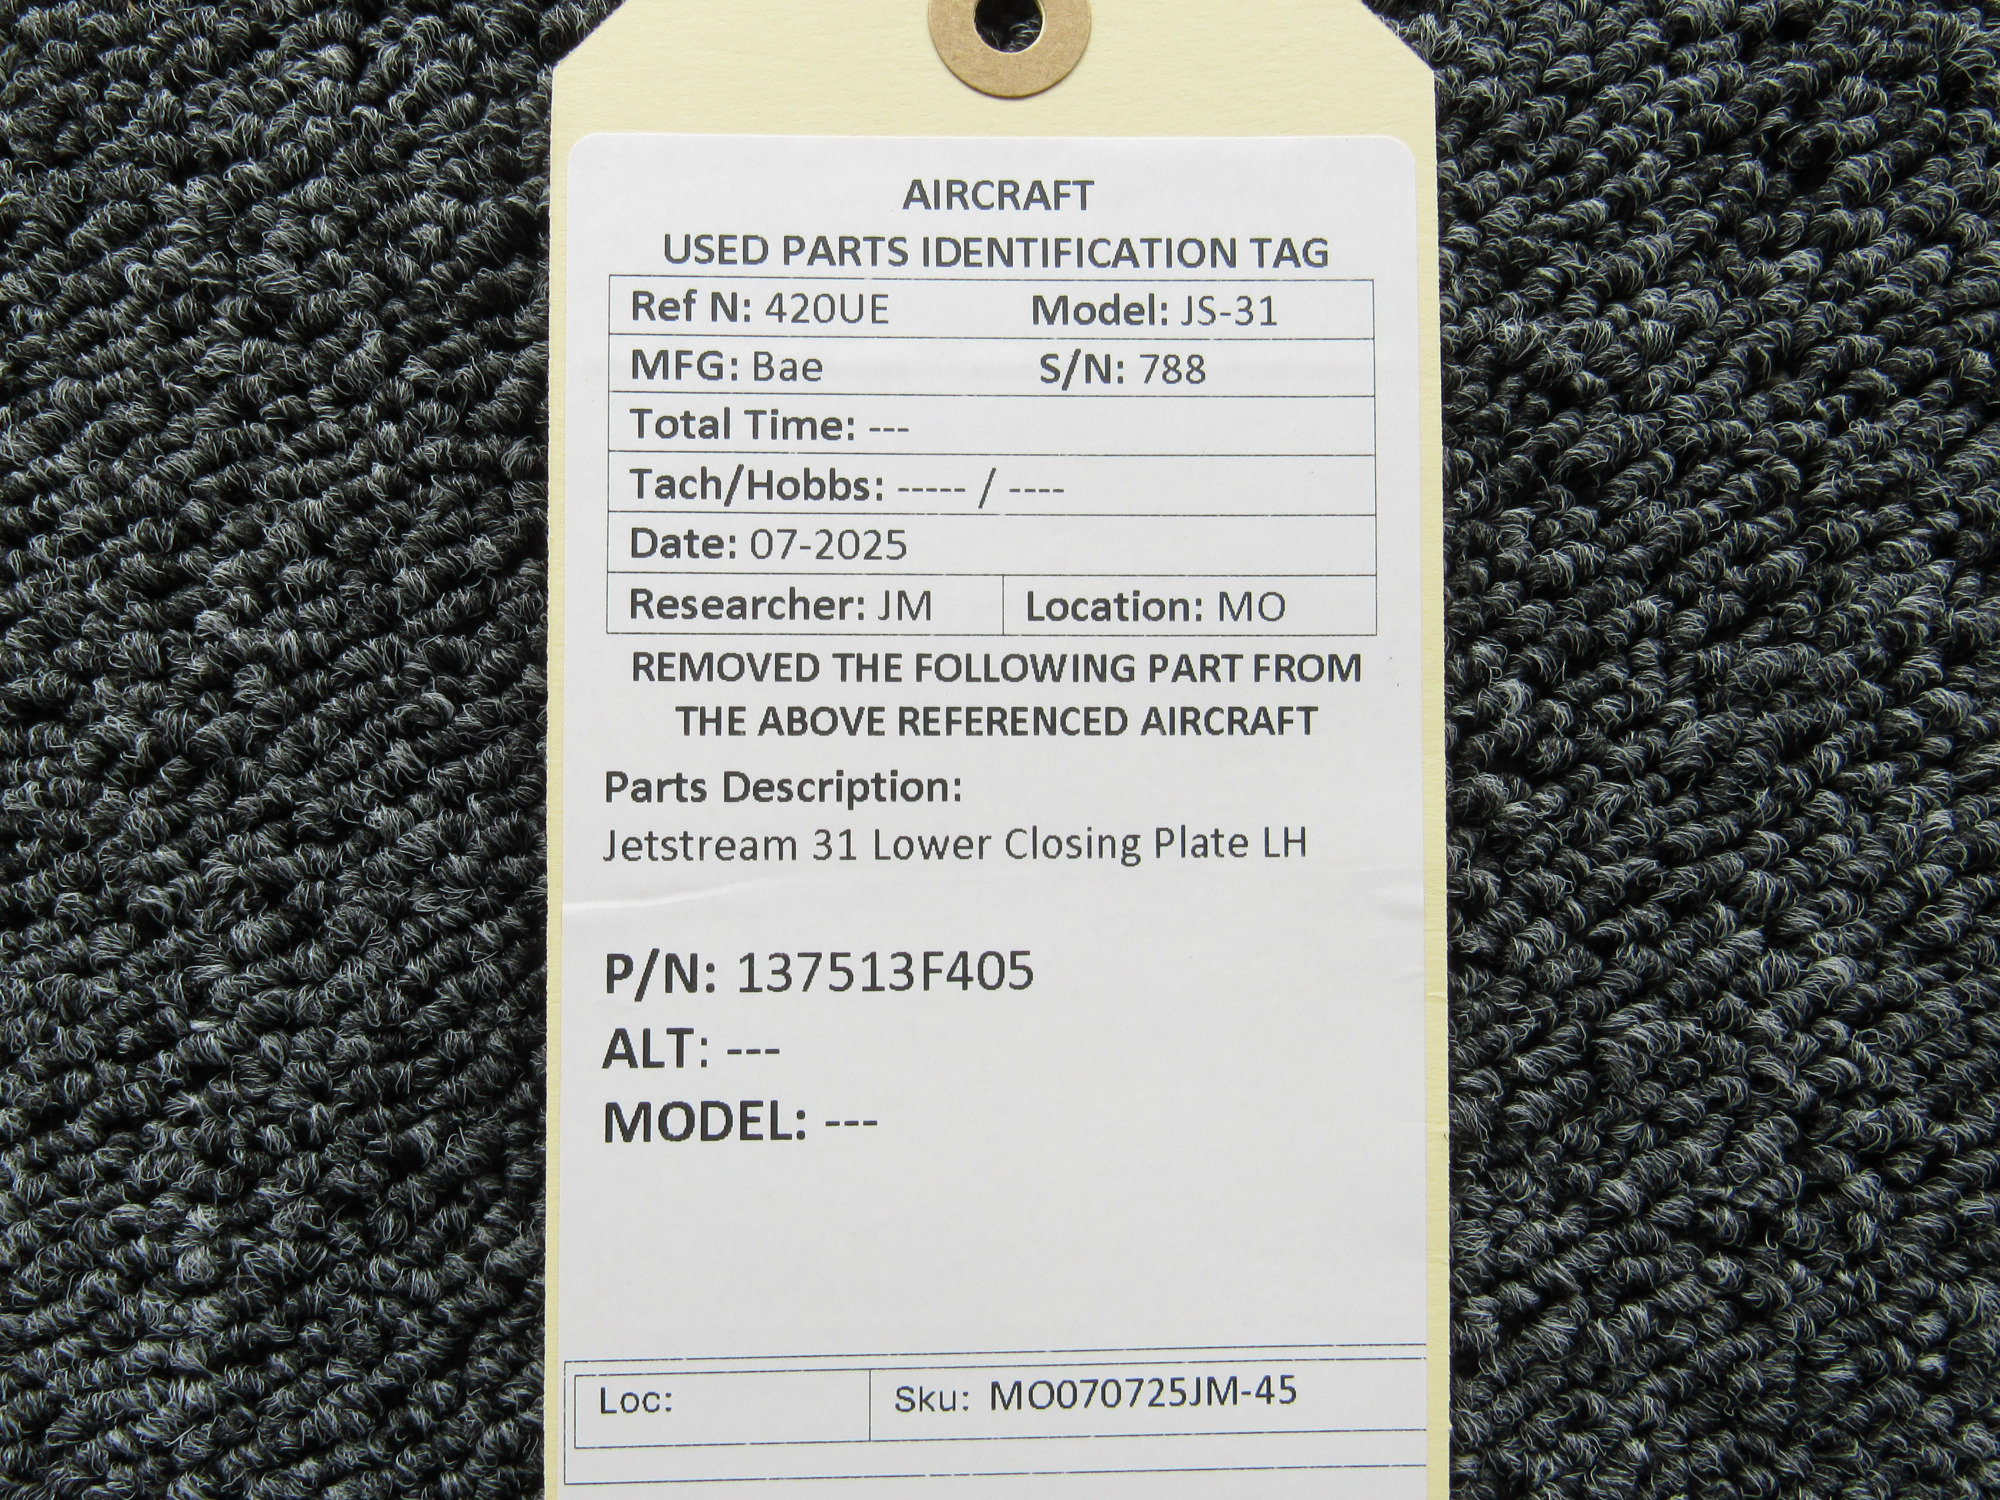 AIRCRAFT
USED PARTS IDENTIFICATION TAG
Ref N: 420UE Model: JS-31
MFG: Bae S/N: 788
Total Time: ---
Tach/Hobbs: ----- / ----
Date: 07-2025
Researcher: JM Location: MO
REMOVED THE FOLLOWING PART FROM
THE ABOVE REFERENCED AIRCRAFT
Parts Description:
Jetstream 31 Lower Closing Plate LH
P/N: 137513F405
ALT: ---
MODEL: ---
Loc: Sku: MO070725JM-45